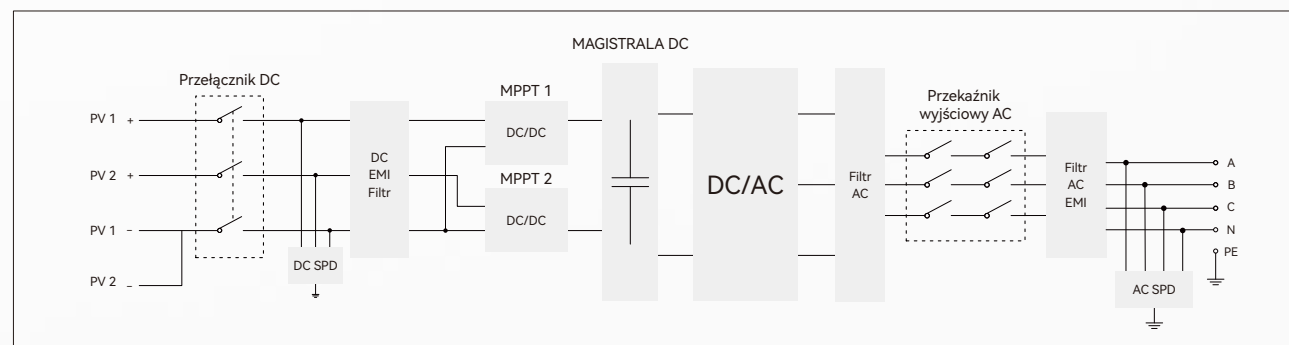 MAGISTRALA DC
Przełącznik DC
PV 1 +
PV 2 +
PV 1 –
PV 2 –
DC SPD
DC
EMI
Filtr
MPPT 1
DC/DC
MPPT 2
DC/DC
DC/AC
Filtr
AC
Przekaźnik
wyjściowy AC
Filtr
AC
EMI
A
B
C
N
PE
AC SPD